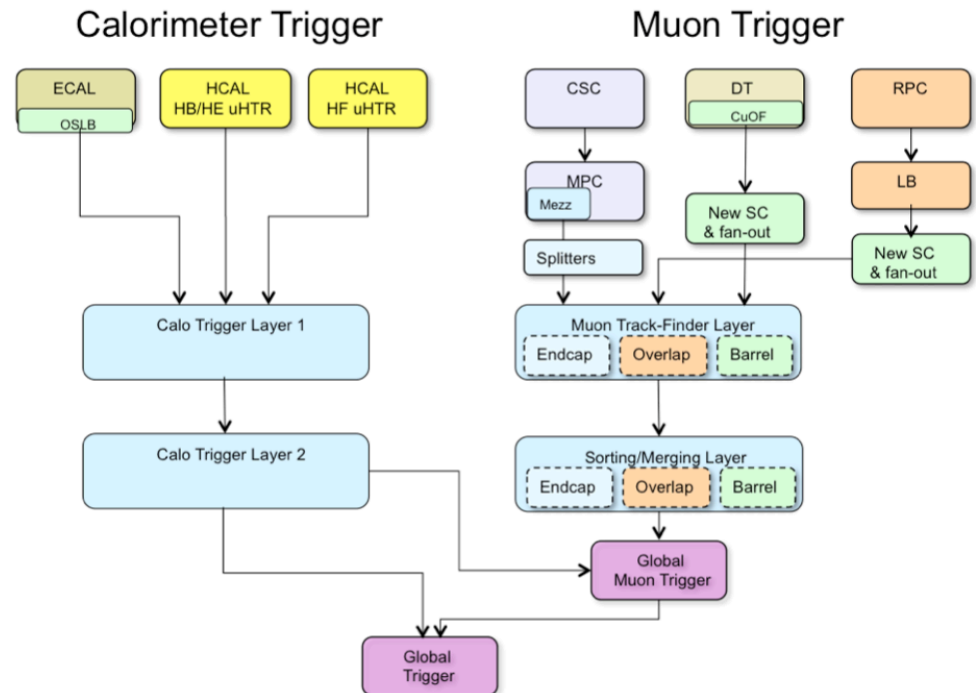 Calorimeter Trigger
Muon Trigger
ECAL
OSLB
HCAL
HB/HE uHTR
HCAL
HF uHTR
CSC
DT
CuOF
RPC
MPC
Mezz
LB
New SC
& fan-out
Splitters
New SC
& fan-out
Calo Trigger Layer 1
Muon Track-Finder Layer
Endcap
Overlap
Barrel
Calo Trigger Layer 2
Sorting/Merging Layer
Endcap
Overlap
Barrel
Global
Muon Trigger
Global
Trigger